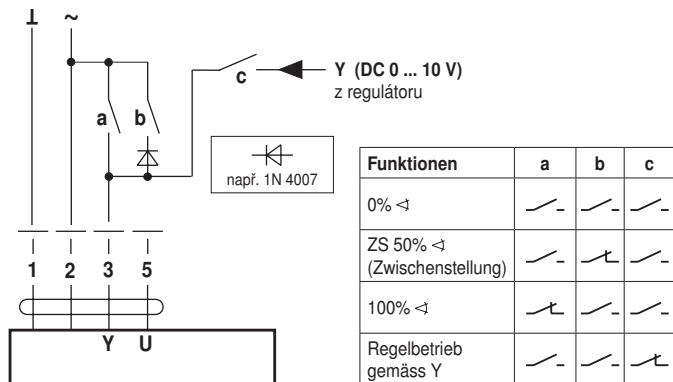 ⊥ ~
a b c
Y (DC 0 ... 10 V)
z regulátoru
např. 1N 4007
1 2 3 5
Y U
Funktionen a b c
0% ∢
ZS 50% ∢
(Zwischenstellung)
100% ∢
Regelbetrieb
gemäss Y